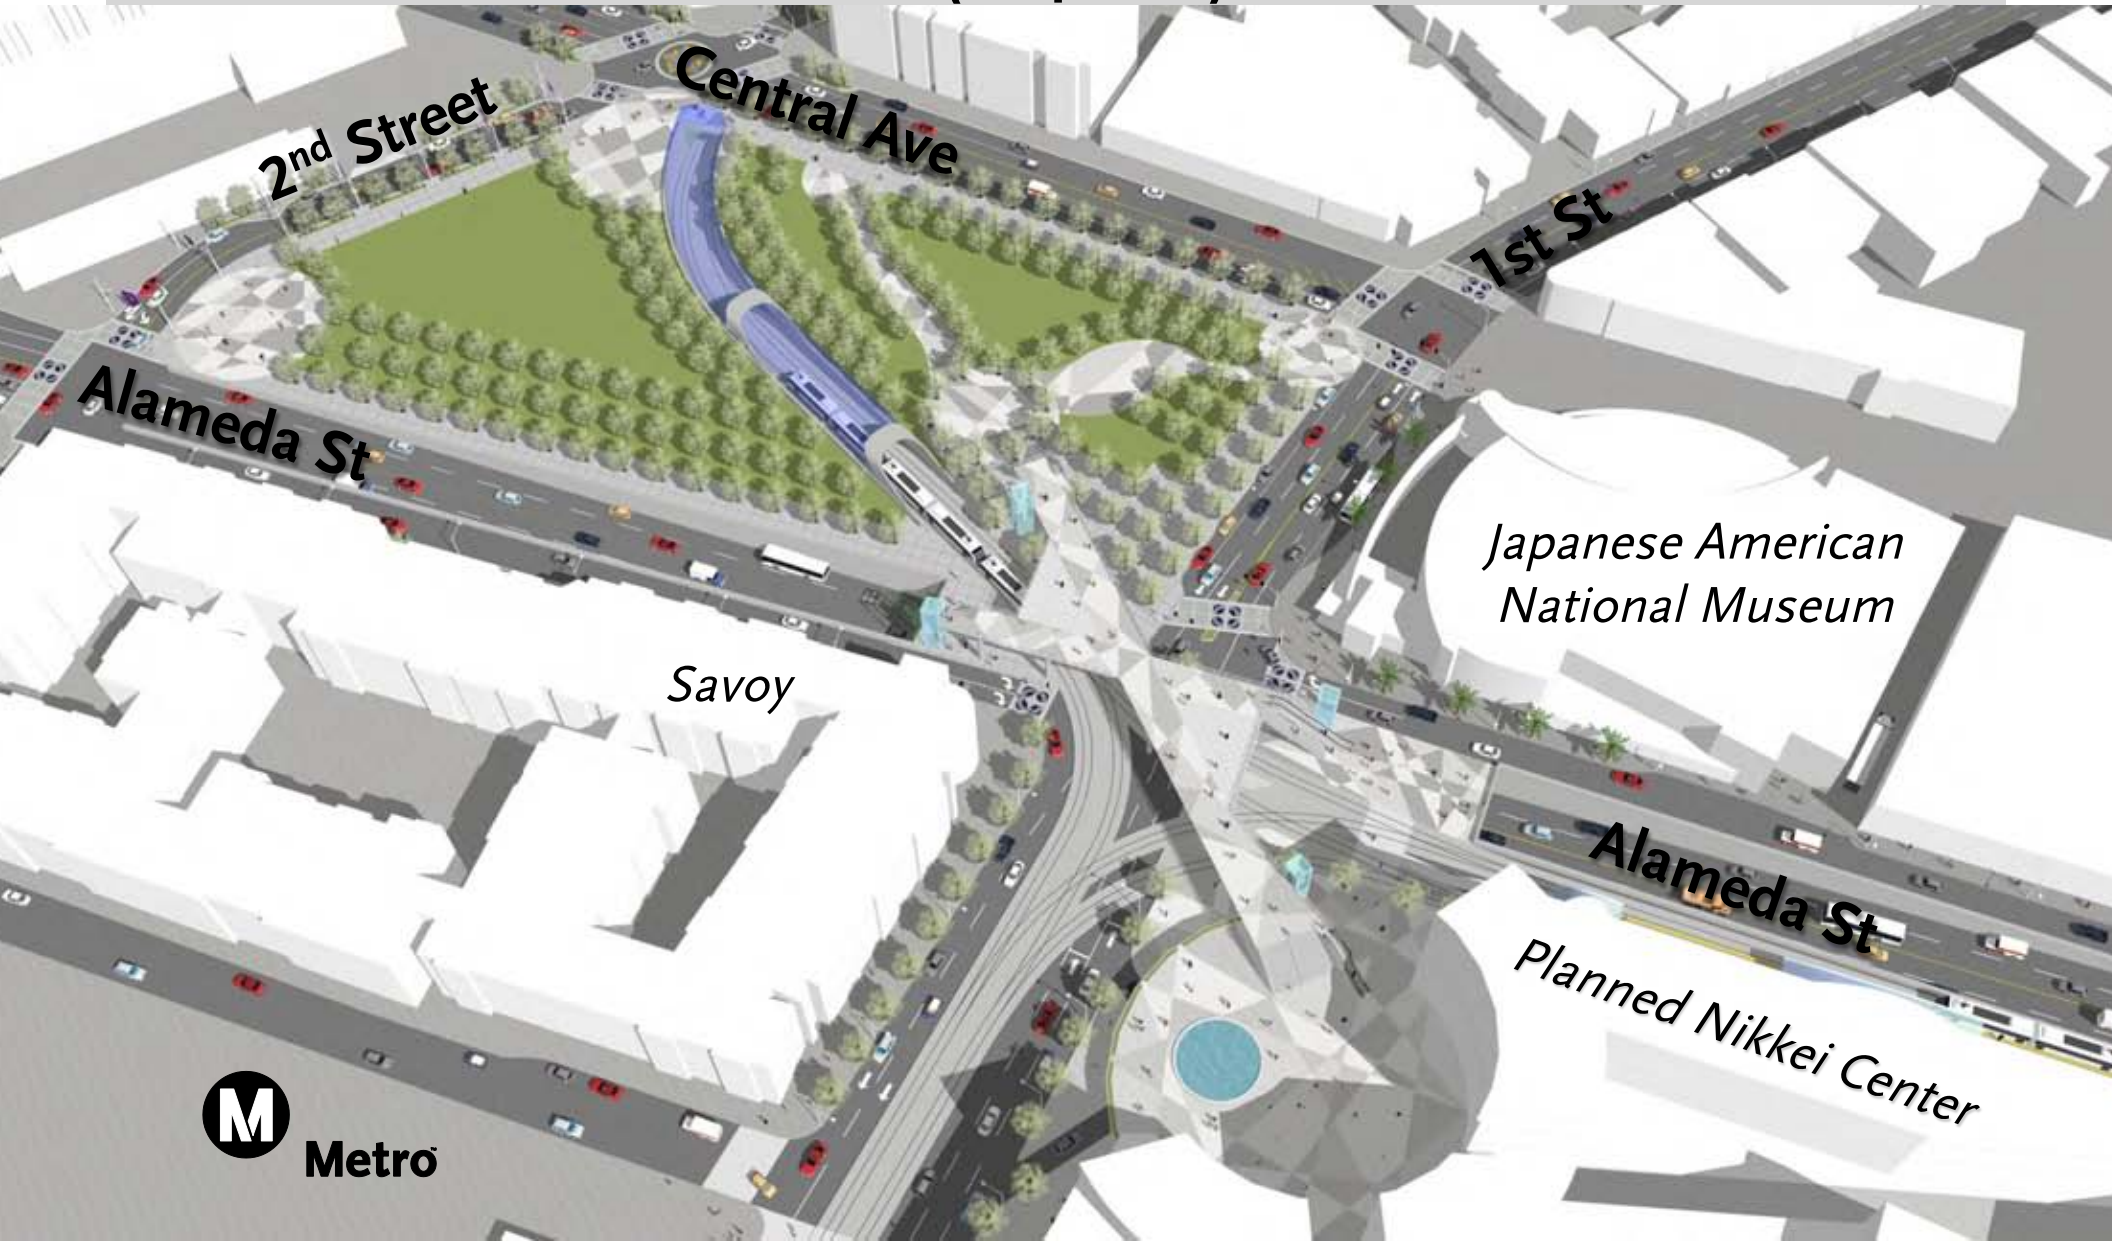 Central Ave
2nd Street
1st St
Alameda St
Japanese American
National Museum
Savoy
Alameda St
Planned Nikkei Center
M
Metro